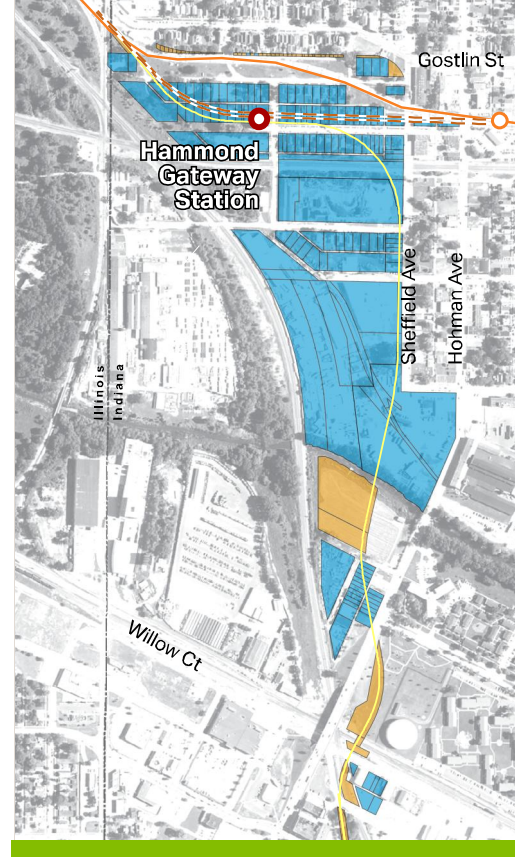 Gostlin St
Hammond
Gateway
Station
Sheffield Ave
Hohman Ave
Illinois
Indiana
Willow Ct